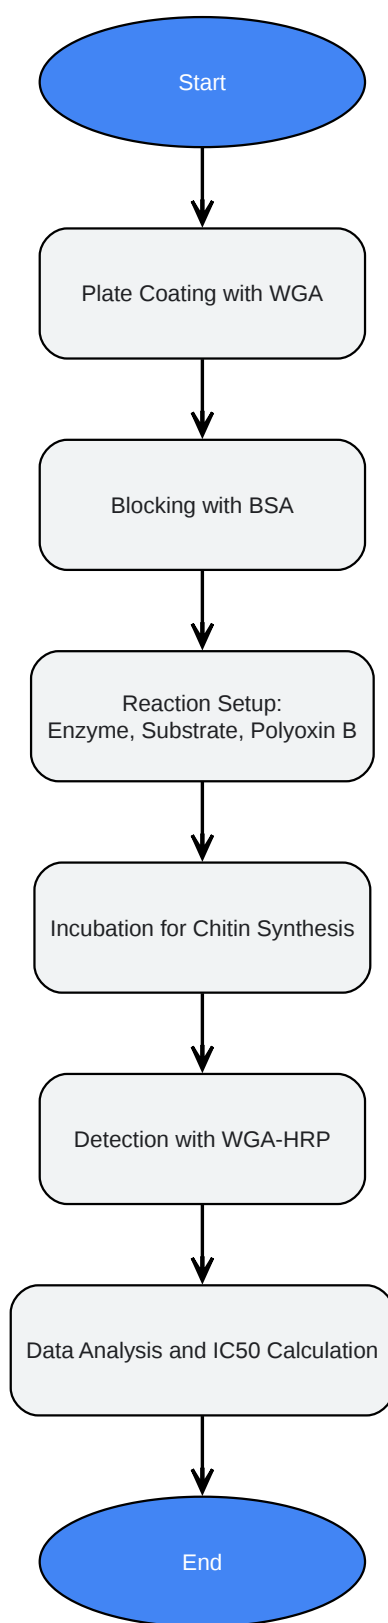 Start
Plate Coating with WGA
Blocking with BSA
Reaction Setup:
Enzyme, Substrate, Polyoxin B
Incubation for Chitin Synthesis
Detection with WGA-HRP
Data Analysis and IC50 Calculation
End